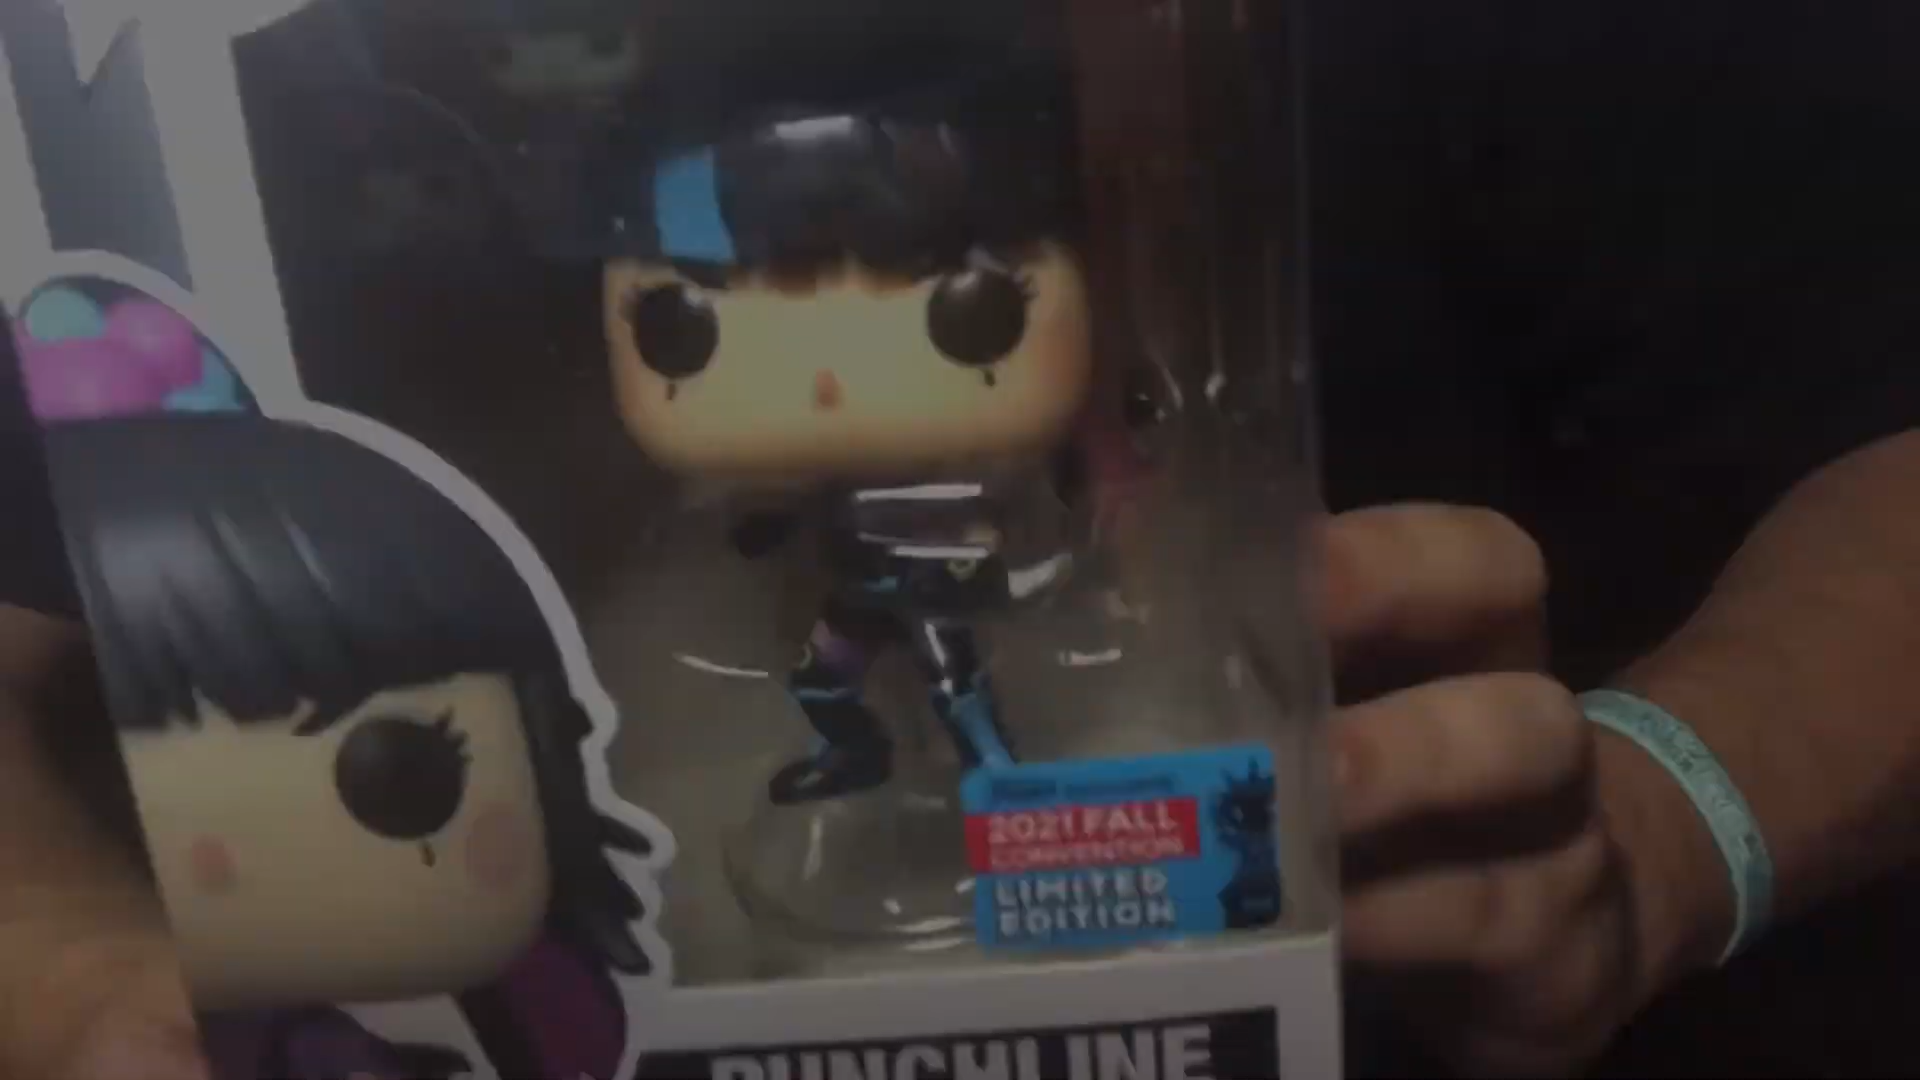 2021 FALL
CONVENTION
LIMITED
EDITION
PUNCHLINE